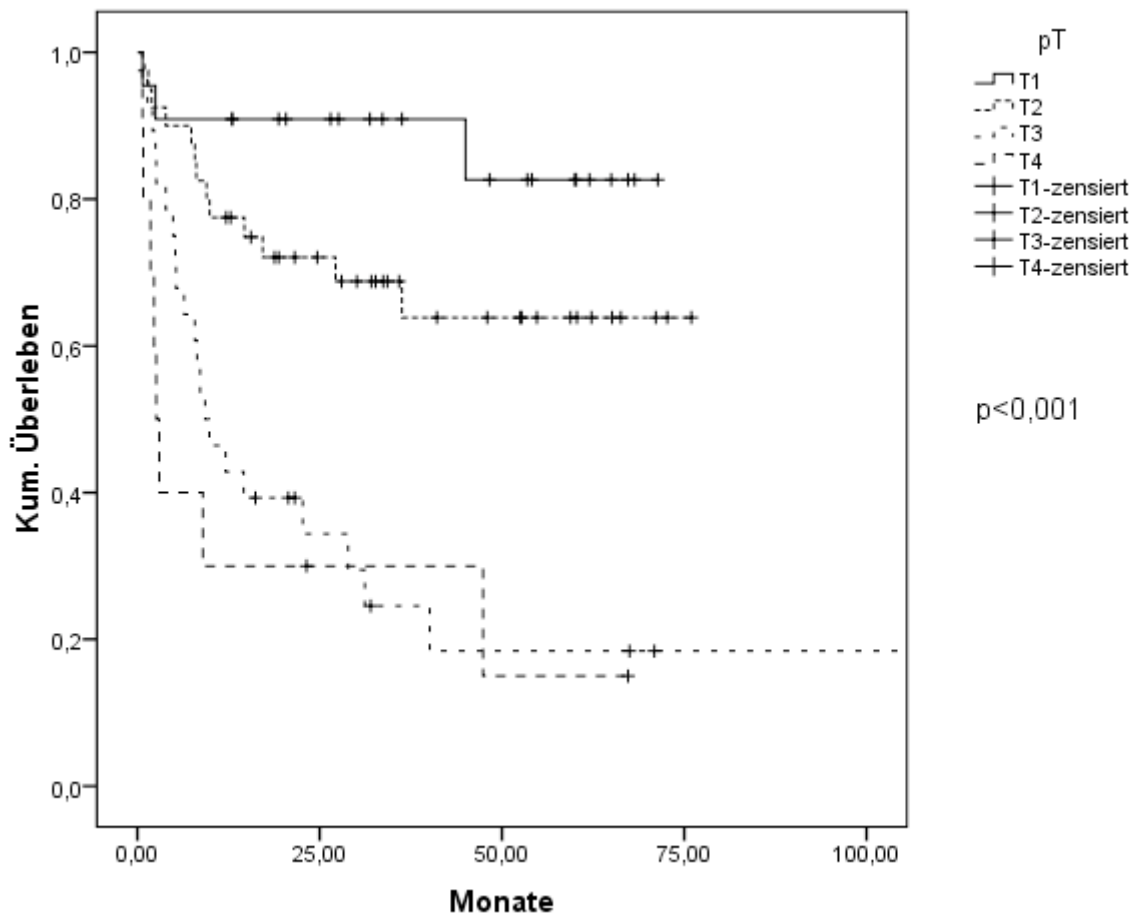 Kum. Überleben
1,0
0,8
0,6
0,4
0,2
0,0
0,00
25,00
50,00
75,00
100,00
Monate
pT
T1
T2
T3
T4
T1-zensiert
T2-zensiert
T3-zensiert
T4-zensiert
p<0,001